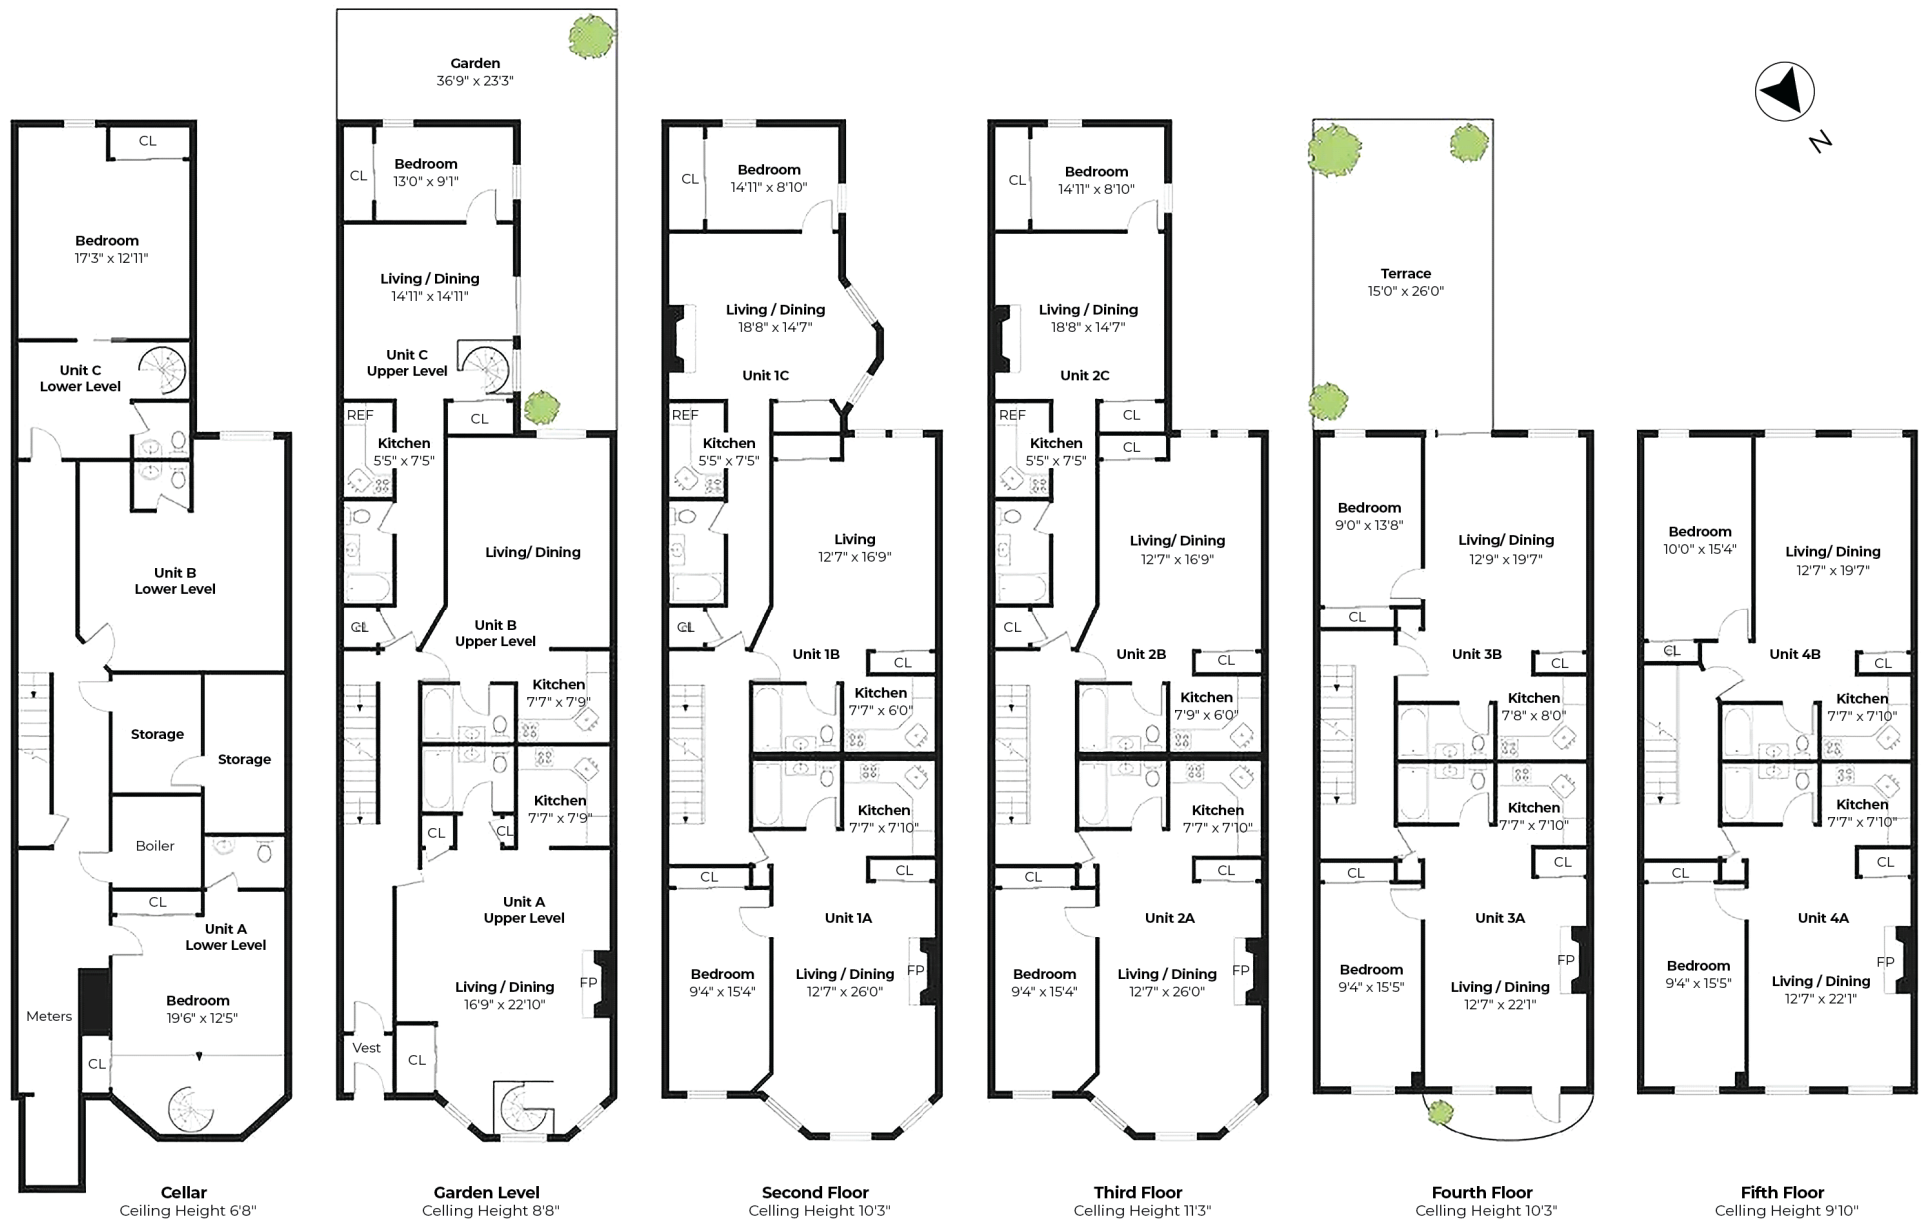 CL
Bedroom
17'3" x 12'11"
Unit C
Lower Level
Unit B
Lower Level
Storage
Storage
Boiler
CL
Unit A
Lower Level
Bedroom
19'6" x 12'5"
Meters
CL
Cellar
Ceiling Height 6'8"
Garden
36'9" x 23'3"
Bedroom
13'0" x 9'1"
CL
Living / Dining
14'11" x 14'11"
Unit C
Upper Level
REF
CL
Kitchen
5'5" x 7'5"
Living/ Dining
CL
Unit B
Upper Level
Kitchen
7'7" x 7'9"
Kitchen
7'7" x 7'9"
CL
CL
Unit A
Upper Level
Living / Dining
16'9" x 22'10"
FP
Vest
CL
Garden Level
Celling Height 8'8"
Bedroom
14'11" x 8'10"
CL
Living / Dining
18'8" x 14'7"
Unit 1C
REF
Kitchen
5'5" x 7'5"
Living
12'7" x 16'9"
CL
Unit 1B
CL
Kitchen
7'7" x 6'0"
Kitchen
7'7" x 7'10"
CL
CL
Unit 1A
Bedroom
9'4" x 15'4"
Living / Dining
12'7" x 26'0"
FP
Second Floor
Celling Height 10'3"
Bedroom
14'11" x 8'10"
CL
Living / Dining
18'8" x 14'7"
Unit 2C
REF
CL
Kitchen
5'5" x 7'5"
CL
Living/ Dining
12'7" x 16'9"
CL
Unit 2B
CL
Kitchen
7'9" x 6'0"
Kitchen
7'7" x 7'10"
CL
CL
Unit 2A
Bedroom
9'4" x 15'4"
Living / Dining
12'7" x 26'0"
FP
Third Floor
Celling Height 11'3"
Terrace
15'0" x 26'0"
Bedroom
9'0" x 13'8"
Living/ Dining
12'9" x 19'7"
CL
Unit 3B
CL
Kitchen
7'8" x 8'0"
Kitchen
7'7" x 7'10"
CL
CL
Unit 3A
Bedroom
9'4" x 15'5"
Living / Dining
12'7" x 22'1"
FP
Fourth Floor
Celling Height 10'3"
N
Bedroom
10'0" x 15'4"
Living/ Dining
12'7" x 19'7"
CL
Unit 4B
CL
Kitchen
7'7" x 7'10"
Kitchen
7'7" x 7'10"
CL
CL
Unit 4A
Bedroom
9'4" x 15'5"
Living / Dining
12'7" x 22'1"
FP
Fifth Floor
Celling Height 9'10"